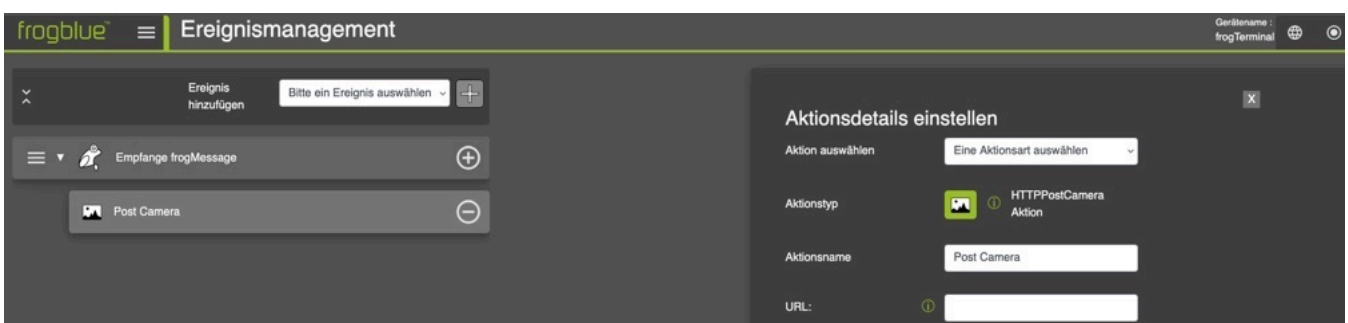 frogblue™
Ereignismanagement
Gerätename :
frogTerminal
Ereignis
hinzufügen
Bitte ein Ereignis auswählen
Empfange frogMessage
Post Camera
X
Aktionsdetails einstellen
Aktion auswählen
Eine Aktionsart auswählen
Aktionstyp
HTTPPostCamera
Aktion
Aktionsname
Post Camera
URL: